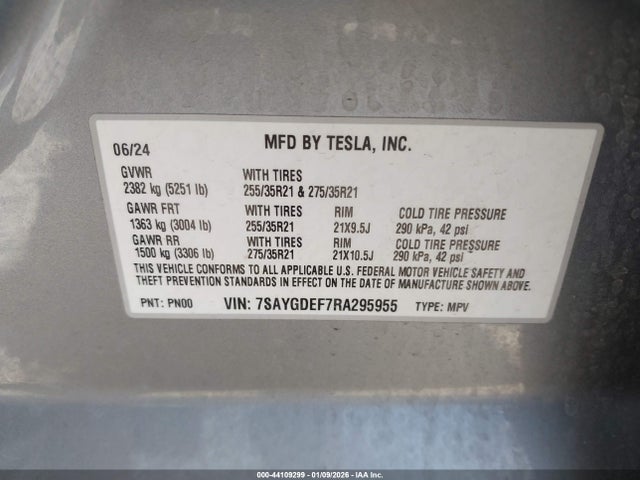 06/24 MFD BY TESLA, INC.
GVWR WITH TIRES
2382 kg (5251 lb) 255/35R21 & 275/35R21
GAWR FRT WITH TIRES RIM COLD TIRE PRESSURE
1363 kg (3004 lb) 255/35R21 21X9.5J 290 kPa, 42 psi
GAWR RR WITH TIRES RIM COLD TIRE PRESSURE
1500 kg (3306 lb) 275/35R21 21X10.5J 290 kPa, 42 psi
THIS VEHICLE CONFORMS TO ALL APPLICABLE U.S. FEDERAL MOTOR VEHICLE SAFETY AND
THEFT PREVENTION STANDARDS IN EFFECT ON THE DATE OF MANUFACTURE SHOWN ABOVE.
PNT: PN00 VIN: 7SAYGDEF7RA295955 TYPE: MPV
000-44109299 - 01/09/2026 - IAA Inc.